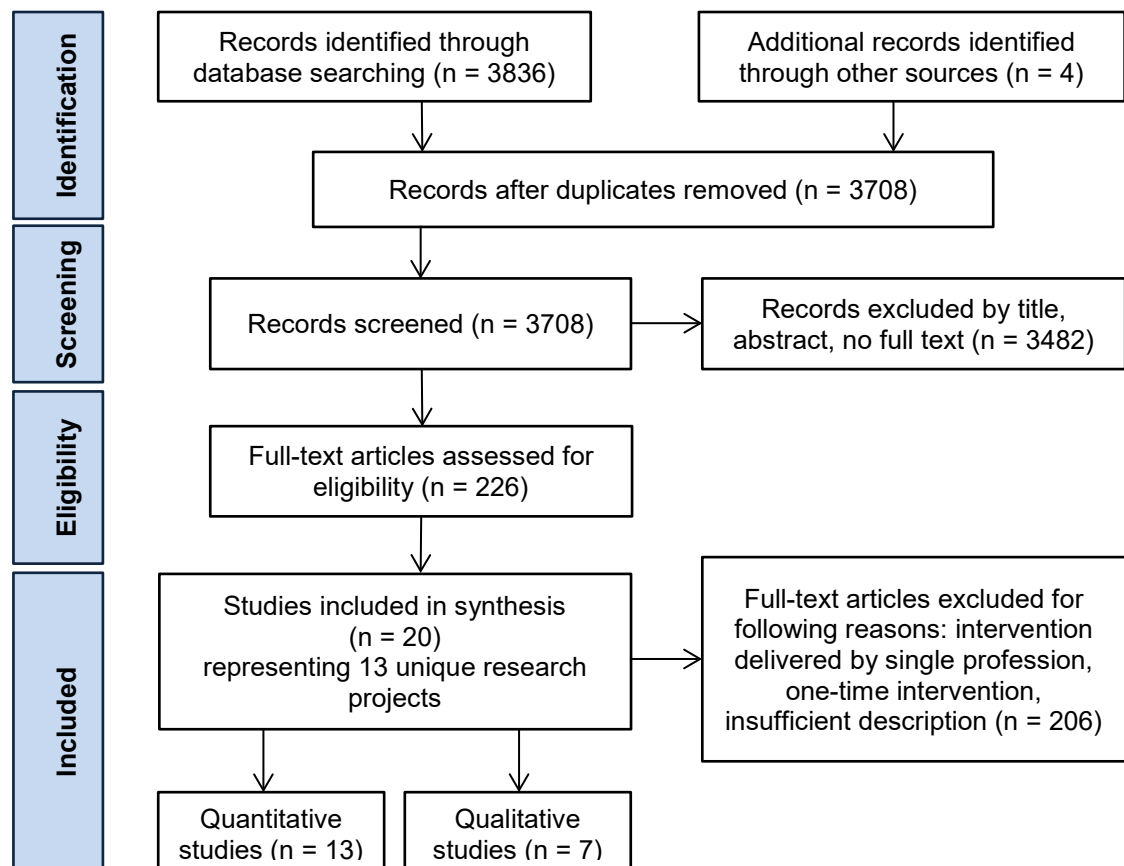 Identification
Records identified through
database searching (n = 3836)
Additional records identified
through other sources (n = 4)
Records after duplicates removed (n = 3708)
Screening
Records screened (n = 3708)
Records excluded by title,
abstract, no full text (n = 3482)
Eligibility
Full-text articles assessed for
eligibility (n = 226)
Included
Studies included in synthesis
(n = 20)
representing 13 unique research
projects
Full-text articles excluded for
following reasons: intervention
delivered by single profession,
one-time intervention,
insufficient description (n = 206)
Quantitative
studies (n = 13)
Qualitative
studies (n = 7)